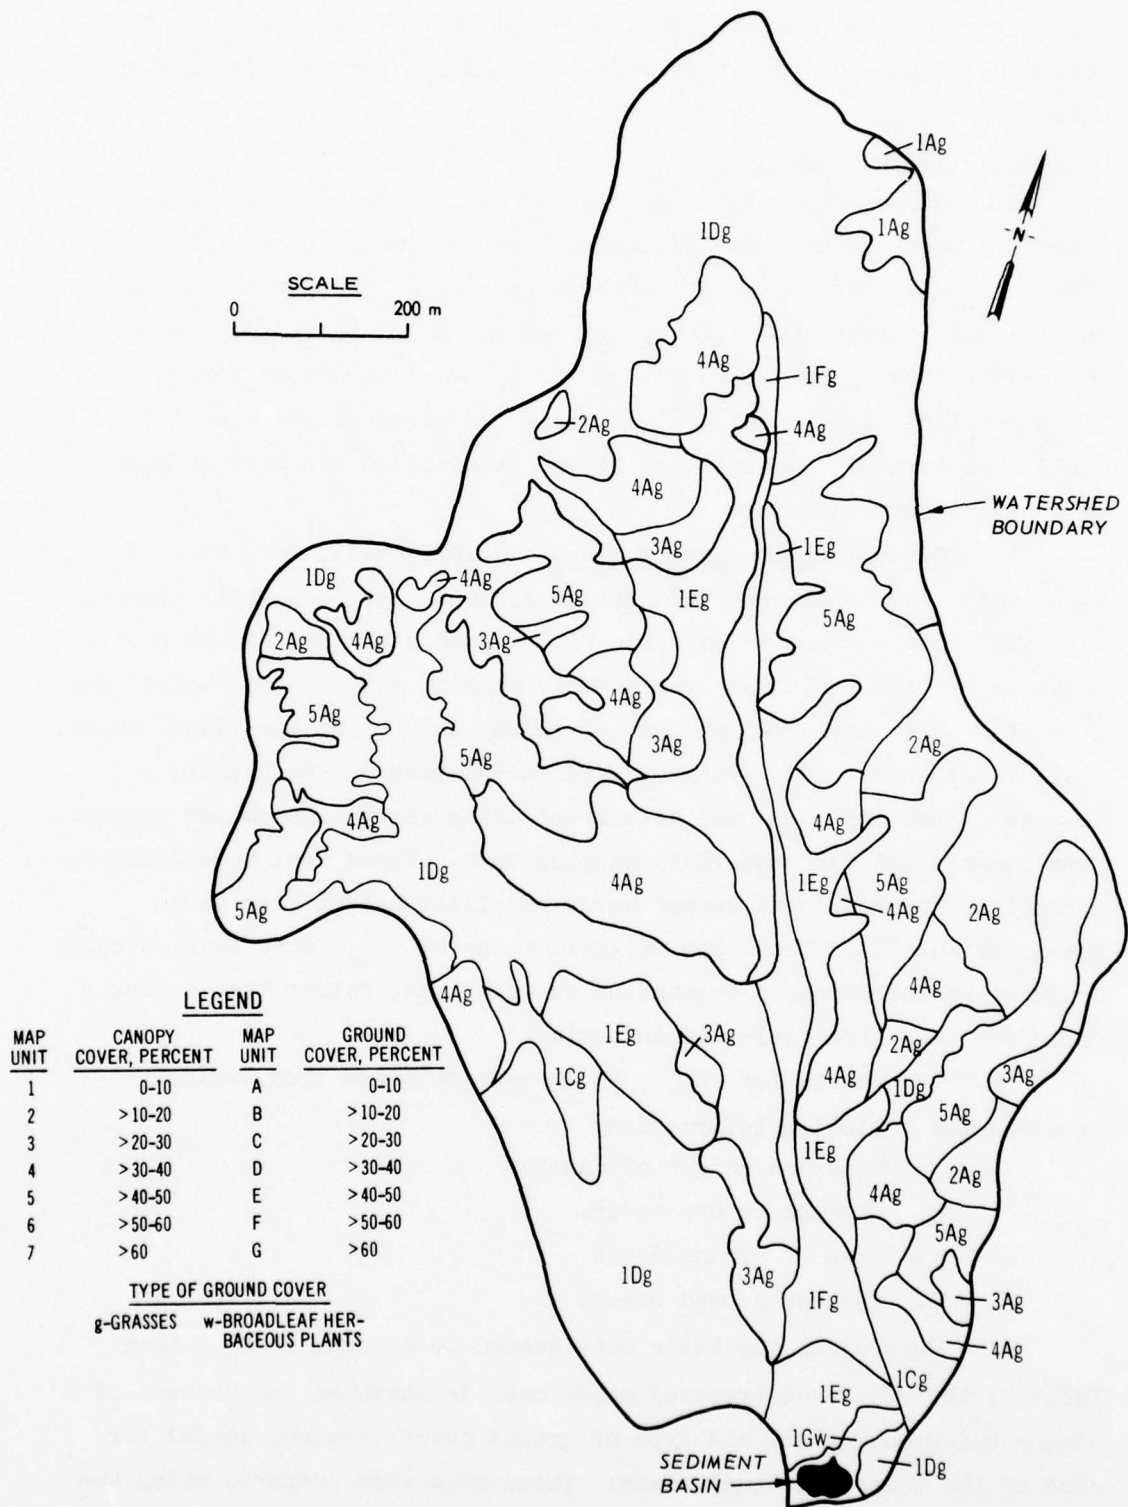 1Ag
1Ag
1Dg
-N-
SCALE
0 200 m
4Ag
1Fg
2Ag
4Ag
4Ag
WATERSHED
BOUNDARY
3Ag
1Eg
1Dg
4Ag
5Ag
1Eg
5Ag
2Ag
4Ag
3Ag
4Ag
5Ag
3Ag
5Ag
2Ag
4Ag
4Ag
1Dg
4Ag
1Eg
5Ag
4Ag
2Ag
5Ag
4Ag
4Ag
1Eg
3Ag
2Ag
1Cg
4Ag
1Dg
3Ag
5Ag
1Eg
2Ag
4Ag
5Ag
1Dg
3Ag
1Fg
3Ag
4Ag
1Eg
1Cg
1Gw
1Dg
SEDIMENT
BASIN
LEGEND
MAP CANOPY MAP GROUND
UNIT COVER, PERCENT UNIT COVER, PERCENT
1 0-10 A 0-10
2 >10-20 B >10-20
3 >20-30 C >20-30
4 >30-40 D >30-40
5 >40-50 E >40-50
6 >50-60 F >50-60
7 >60 G >60
TYPE OF GROUND COVER
g-GRASSES w-BROADLEAF HER-
BACEOUS PLANTS